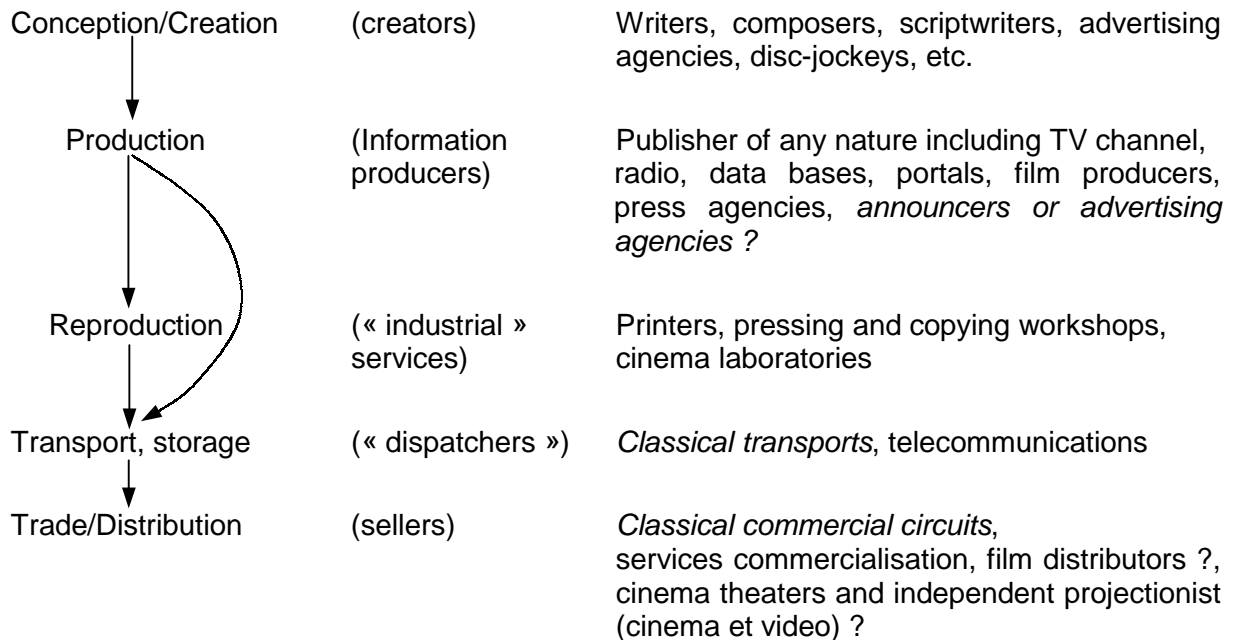 Conception/Creation (creators) Writers, composers, scriptwriters, advertising
agencies, disc-jockeys, etc.
Production (Information Publisher of any nature including TV channel,
producers) radio, data bases, portals, film producers,
press agencies, announcers or advertising
agencies ?
Reproduction (« industrial » Printers, pressing and copying workshops,
services) cinema laboratories
Transport, storage (« dispatchers ») Classical transports, telecommunications
Trade/Distribution (sellers) Classical commercial circuits,
services commercialisation, film distributors ?,
cinema theaters and independent projectionist
(cinema et video) ?